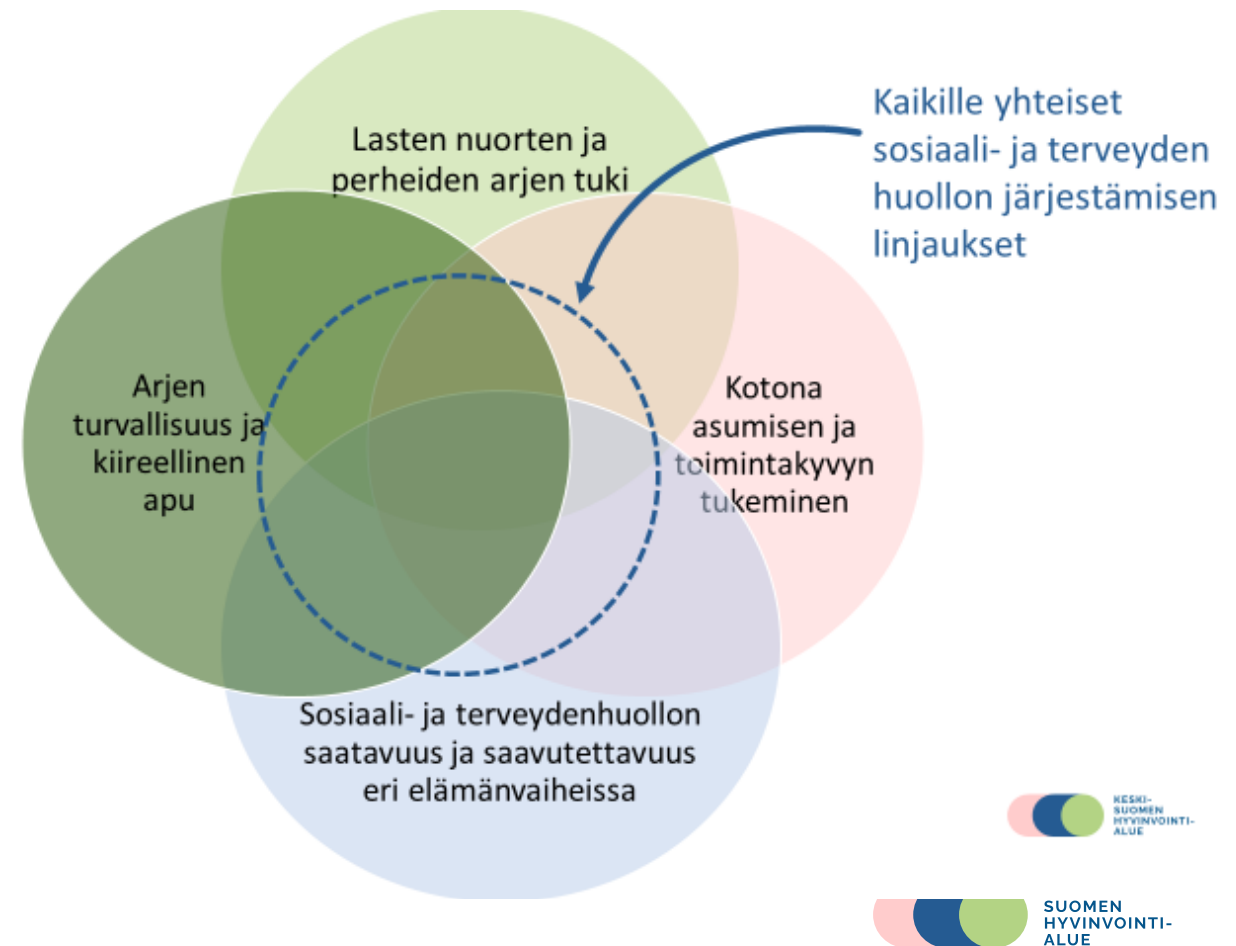 Lasten nuorten ja
perheiden arjen tuki
Kaikille yhteiset
sosiaali- ja terveyden
huollon järjestämisen
linjaukset
Arjen
turvallisuus ja
kiireellinen
apu
Kotona
asumisen ja
toimintakyvyn
tukeminen
Sosiaali- ja terveydenhuollon
saatavuus ja saavutettavuus
eri elämänvaiheissa
KESKI-
SUOMEN
HYVINVOINTI-
ALUE
SUOMEN
HYVINVOINTI-
ALUE